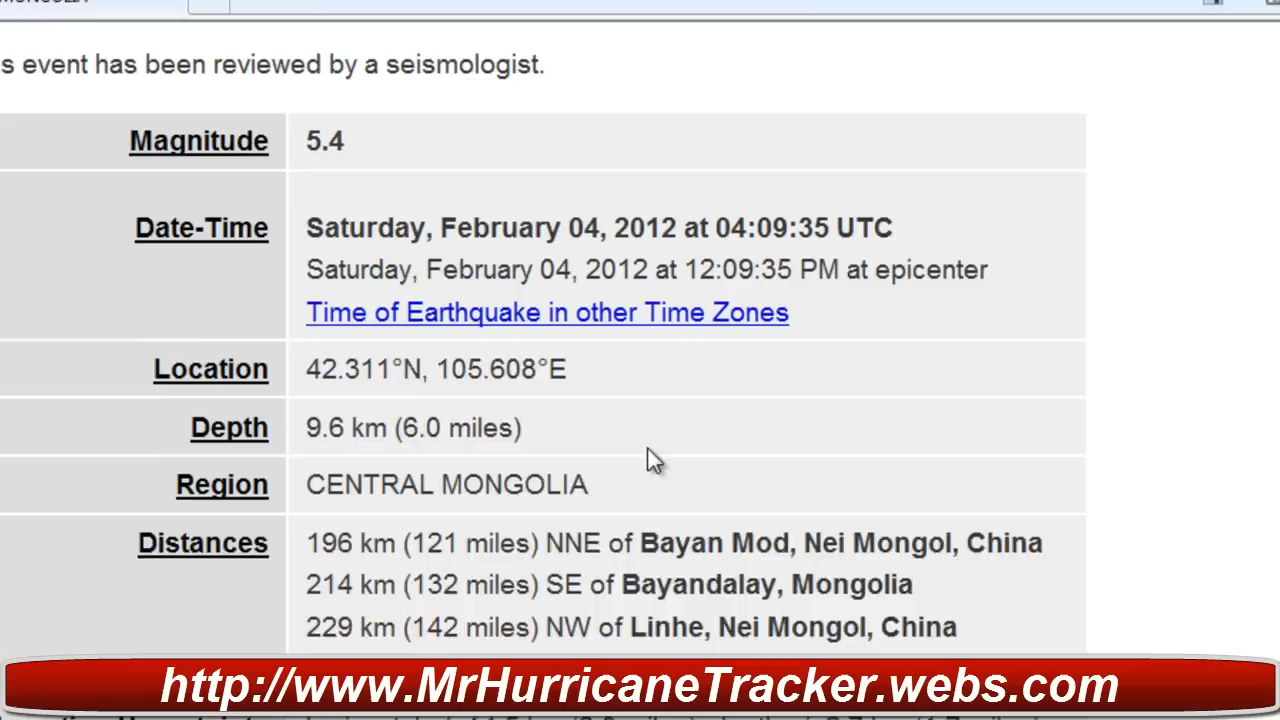 s event has been reviewed by a seismologist.
Magnitude 5.4
Date-Time Saturday, February 04, 2012 at 04:09:35 UTC
Saturday, February 04, 2012 at 12:09:35 PM at epicenter
Time of Earthquake in other Time Zones
Location 42.311°N, 105.608°E
Depth 9.6 km (6.0 miles)
Region CENTRAL MONGOLIA
Distances 196 km (121 miles) NNE of Bayan Mod, Nei Mongol, China
214 km (132 miles) SE of Bayandalay, Mongolia
229 km (142 miles) NW of Linhe, Nei Mongol, China
http://www.MrHurricaneTracker.webs.com